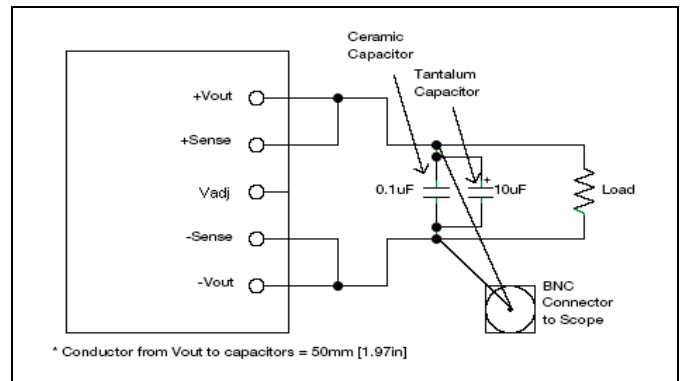 Ceramic
Capacitor
Tantalum
Capacitor
+Vout
+Sense
Vadj
-Sense
-Vout
0.1uF
+
10uF
Load
BNC
Connector
to Scope
* Conductor from Vout to capacitors = 50mm [1.97in]